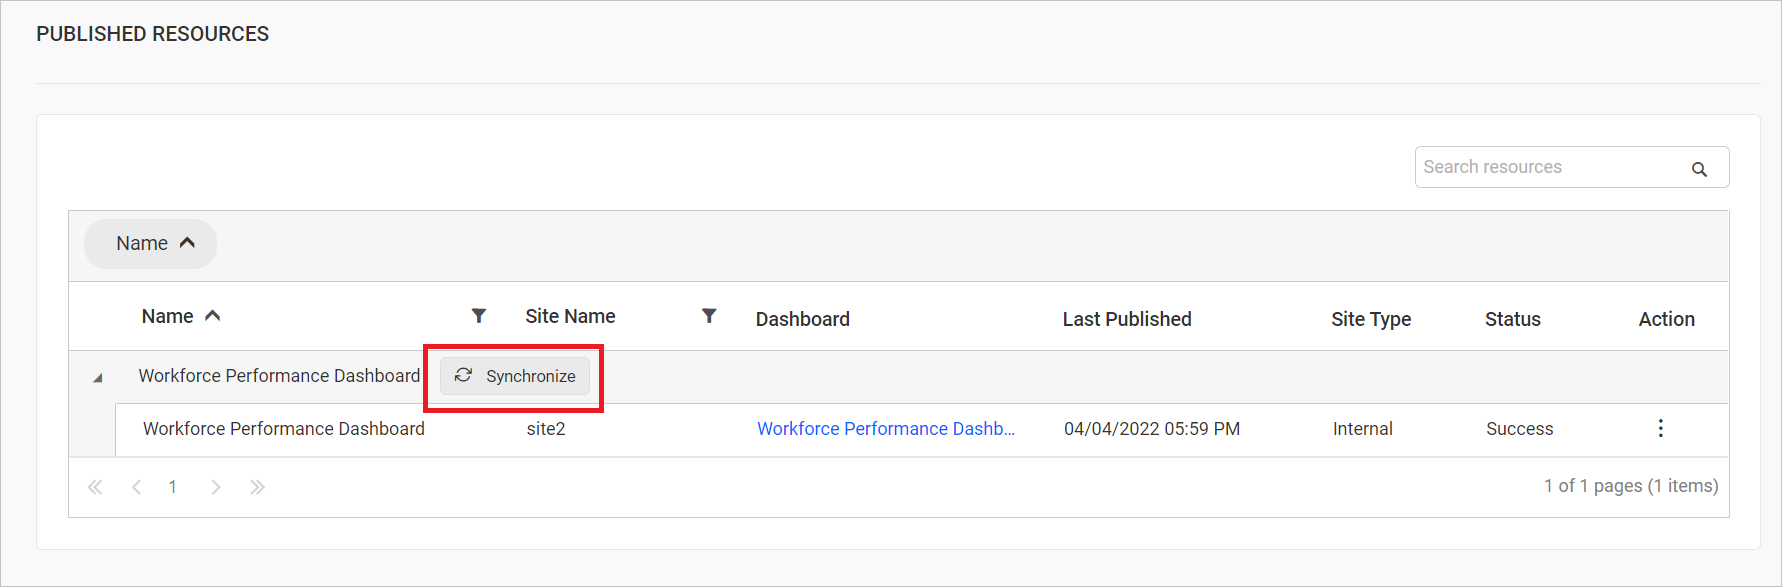 PUBLISHED RESOURCES
Search resources
Name
Name Site Name Dashboard Last Published Site Type Status Action
Workforce Performance Dashboard Synchronize
Workforce Performance Dashboard site2 Workforce Performance Dashb... 04/04/2022 05:59 PM Internal Success
1 1 of 1 pages (1 items)